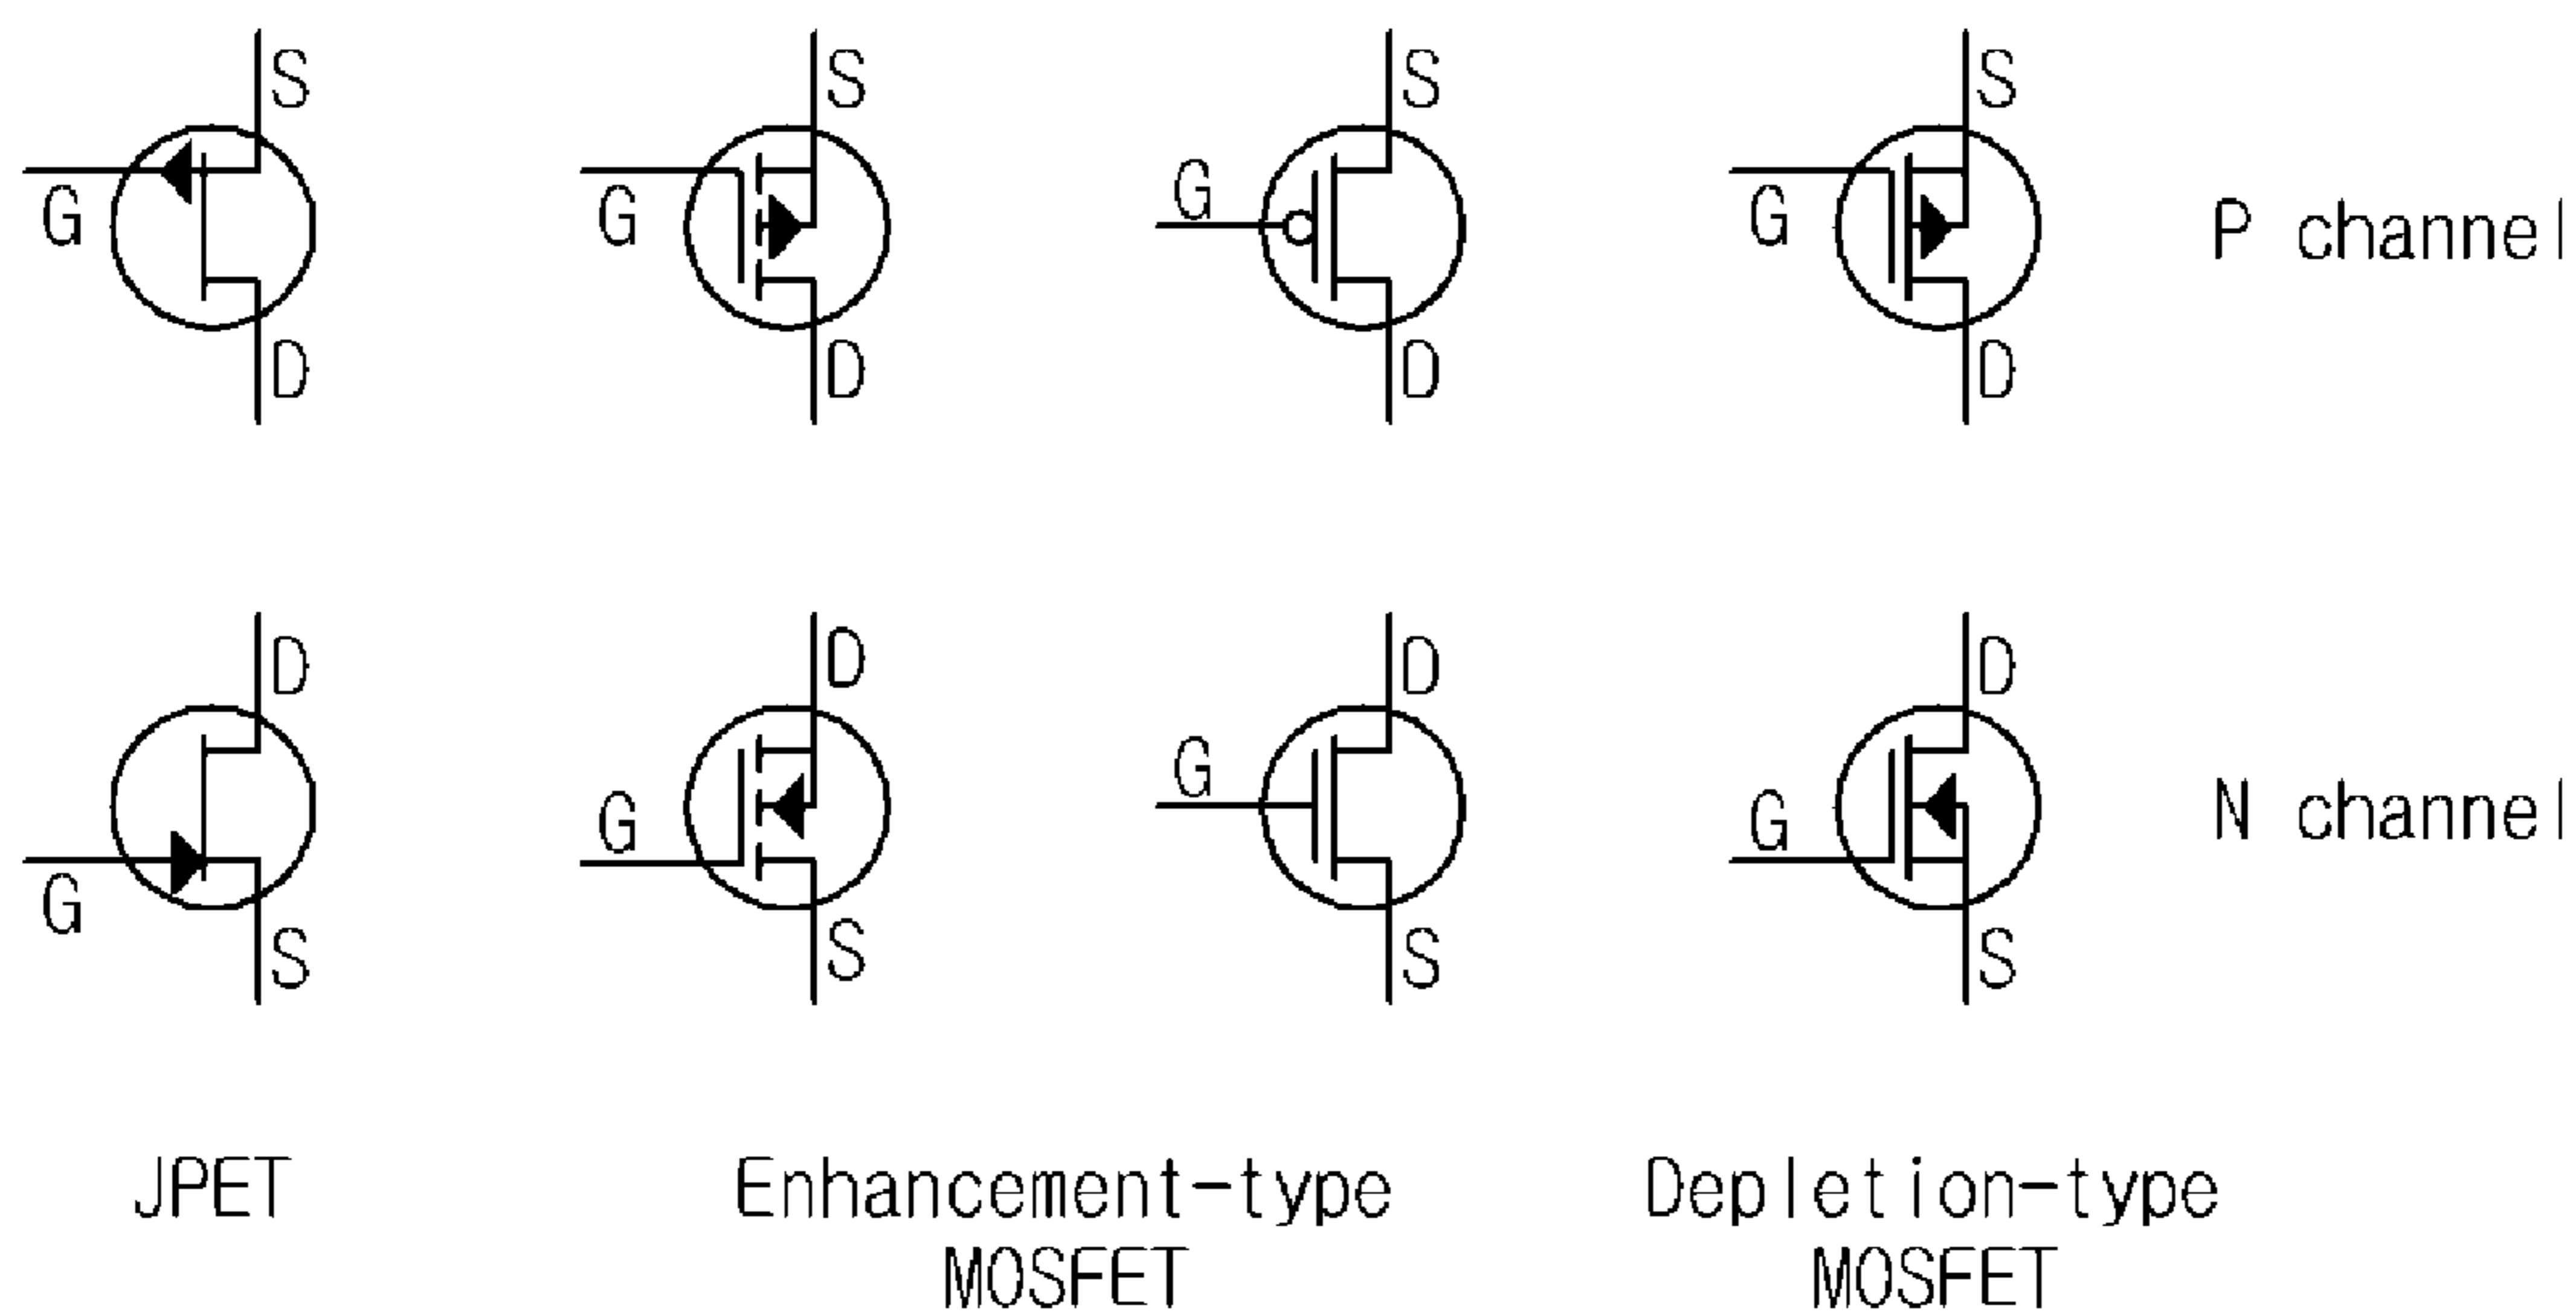 S S S S
G G G G P channel
D D D D
D D D D
G G G G N channel
S S S S
JPET Enhancement-type Depletion-type
MOSFET MOSFET